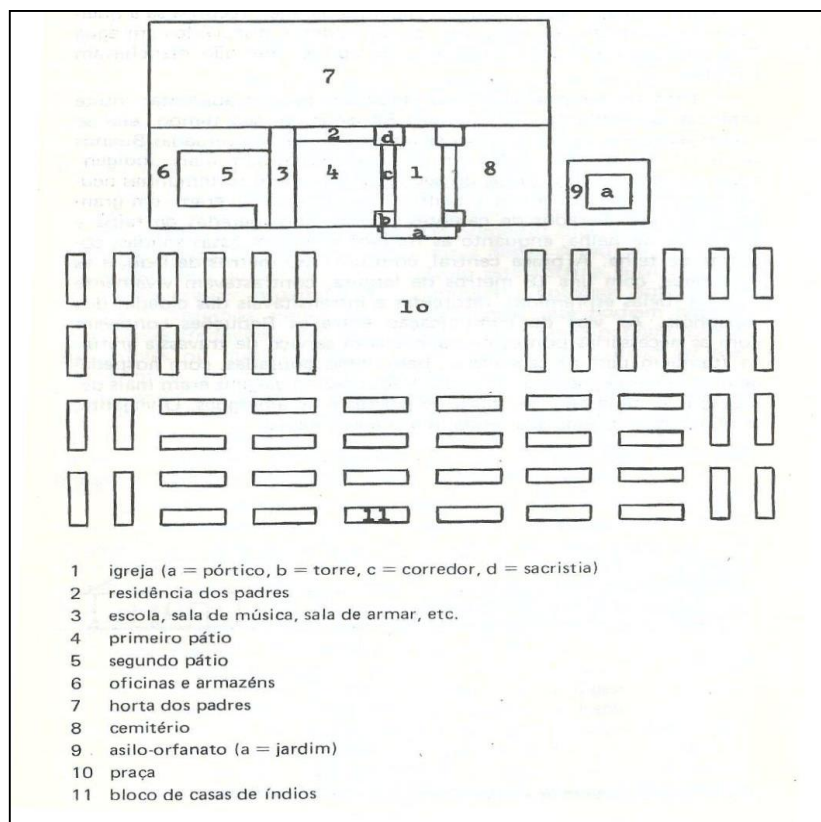 7
2
d
6
5
3
4
c
1
8
9
a
b
a
10
11
1 igreja (a = pórtico, b = torre, c = corredor, d = sacristia)
2 residência dos padres
3 escola, sala de música, sala de armar, etc.
4 primeiro pátio
5 segundo pátio
6 oficinas e armazéns
7 horta dos padres
8 cemitério
9 asilo-orfanato (a = jardim)
10 praça
11 bloco de casas de índios